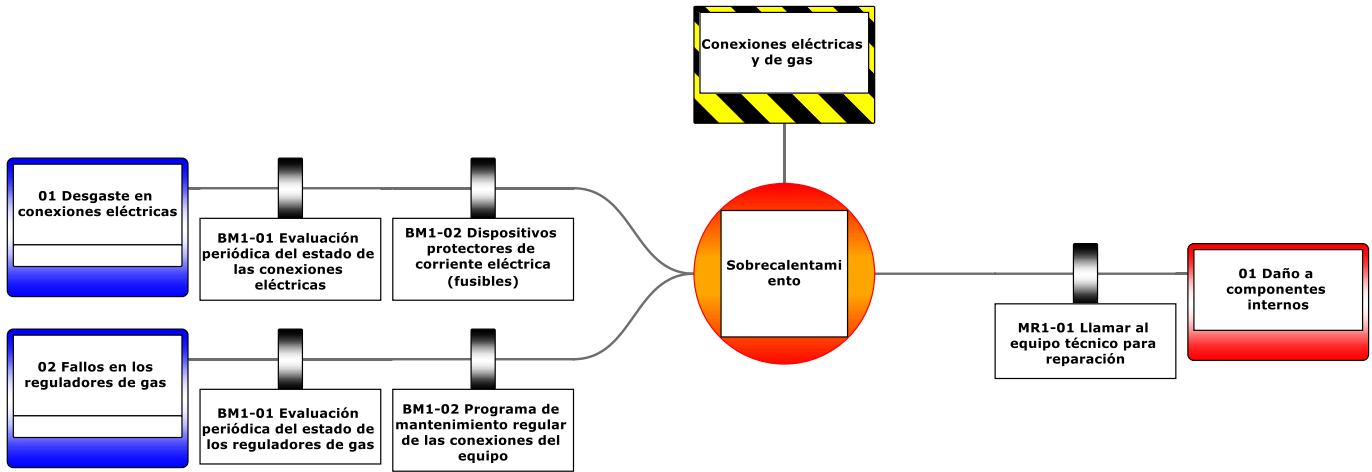 Conexiones eléctricas
y de gas
01 Desgaste en
conexiones eléctricas
BM1-01 Evaluación
periódica del estado de
las conexiones
eléctricas
BM1-02 Dispositivos
protectores de
corriente eléctrica
(fusibles)
02 Fallos en los
reguladores de gas
BM1-01 Evaluación
periódica del estado de
los reguladores de gas
BM1-02 Programa de
mantenimiento regular
de las conexiones del
equipo
Sobrecalentami
ento
MR1-01 Llamar al
equipo técnico para
reparación
01 Daño a
componentes
internos